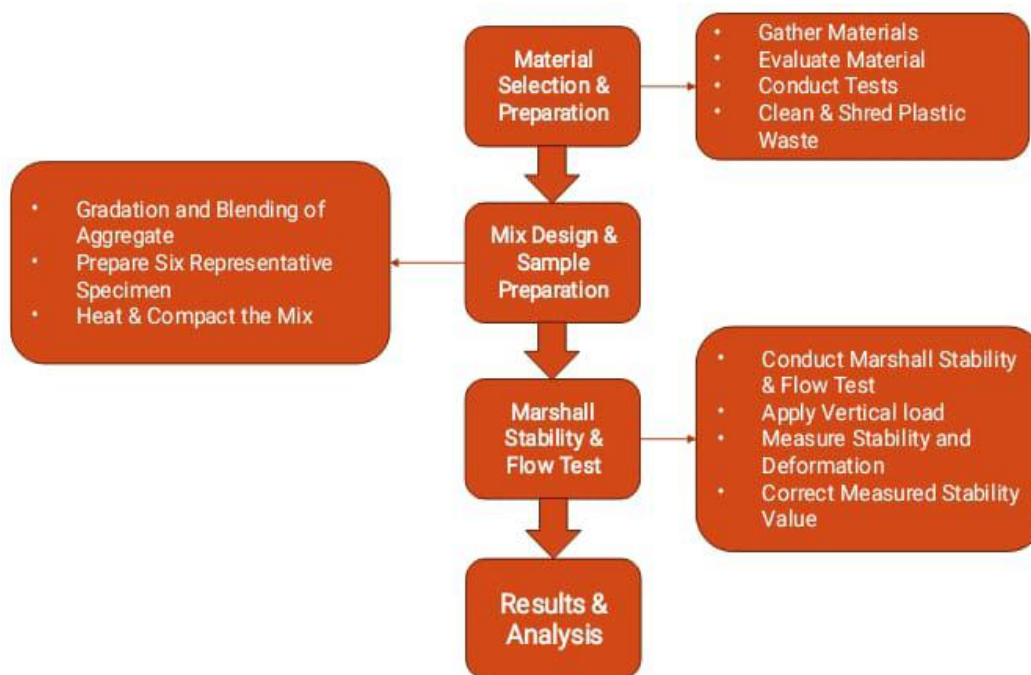 Material
Selection &
Preparation
• Gather Materials
• Evaluate Material
• Conduct Tests
• Clean & Shred Plastic
Waste
• Gradation and Blending of
Aggregate
• Prepare Six Representative
Specimen
• Heat & Compact the Mix
Mix Design &
Sample
Preparation
Marshall
Stability &
Flow Test
• Conduct Marshall Stability
& Flow Test
• Apply Vertical load
• Measure Stability and
Deformation
• Correct Measured Stability
Value
Results &
Analysis